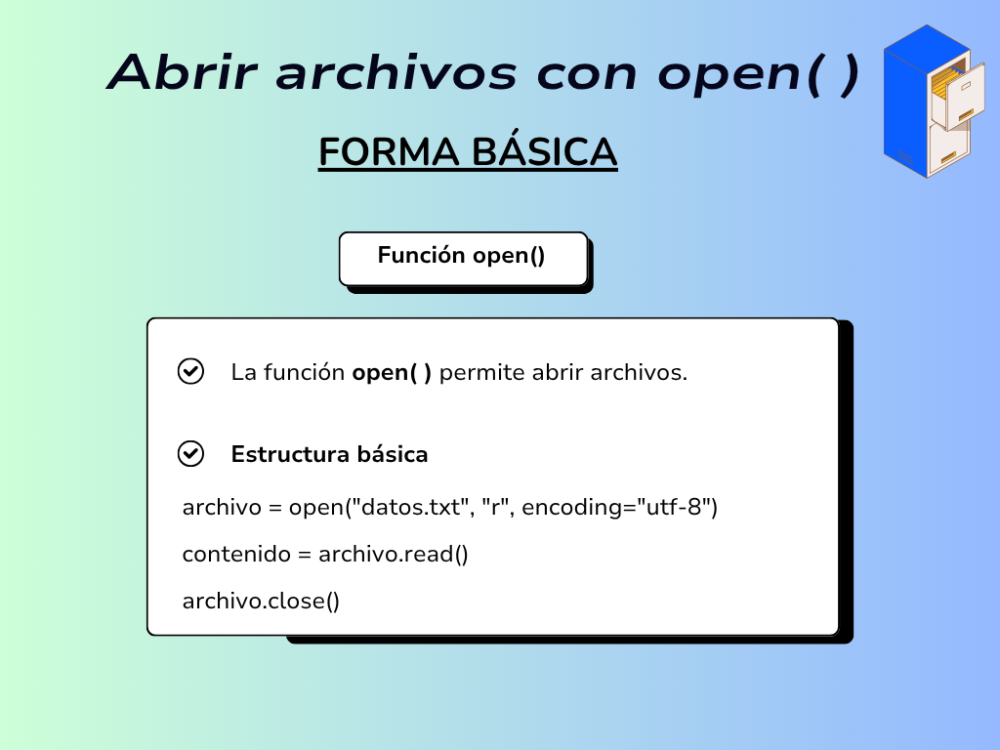 Abrir archivos con open( )
FORMA BÁSICA
Función open()
La función open( ) permite abrir archivos.
Estructura básica
archivo = open("datos.txt", "r", encoding="utf-8")
contenido = archivo.read()
archivo.close()